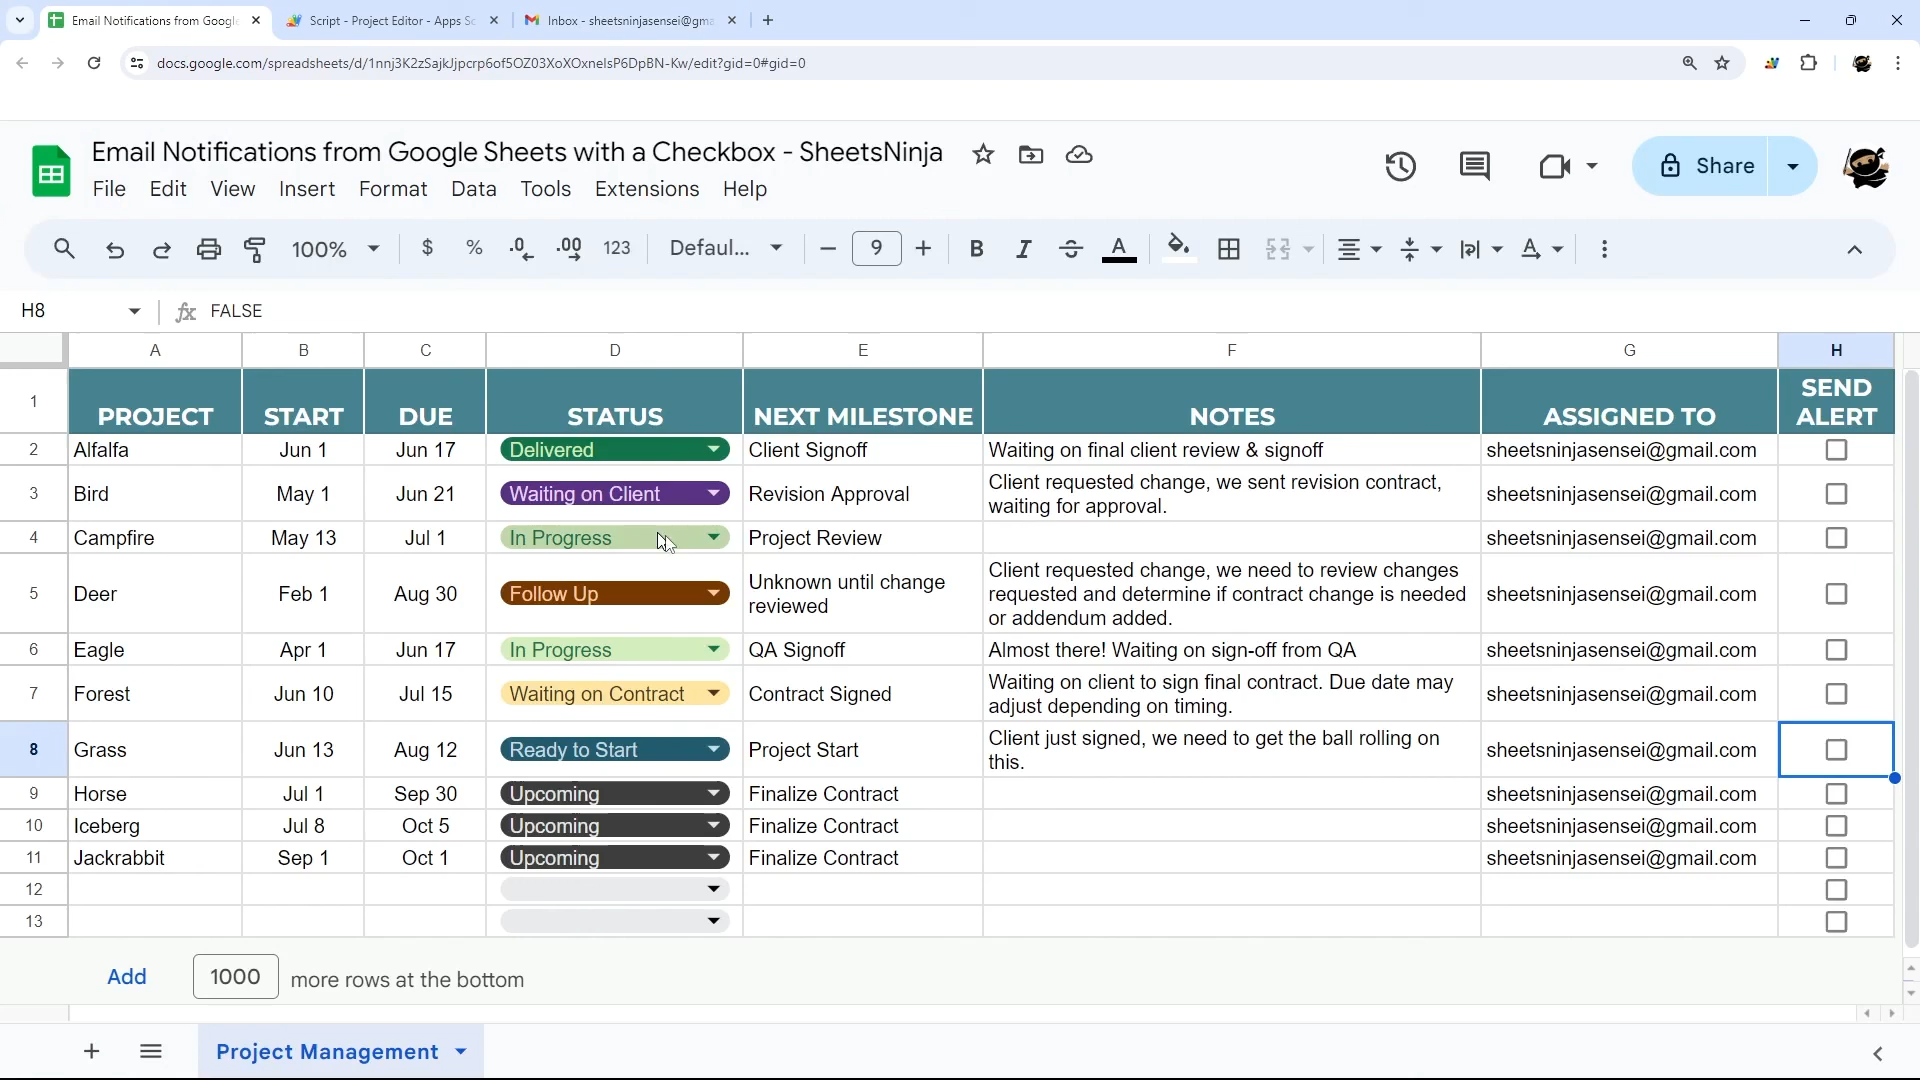 Email Notifications from Google
Script - Project Editor - Apps Sc
Inbox - sheetsninjasensei@gma
docs.google.com/spreadsheets/d/1nnj3K2zSajkJjpcrp6of5OZ03XoXOxnelsP6DpBN-Kw/edit?gid=0#gid=0
Email Notifications from Google Sheets with a Checkbox - SheetsNinja
File Edit View Insert Format Data Tools Extensions Help
Share
100% $ % .0 .00 123 Defaul... 9 B I S A
H8 fx FALSE
A B C D E F G H
1 PROJECT START DUE STATUS NEXT MILESTONE NOTES ASSIGNED TO SEND ALERT
2 Alfalfa Jun 1 Jun 17 Delivered Client Signoff Waiting on final client review & signoff sheetsninjasensei@gmail.com
3 Bird May 1 Jun 21 Waiting on Client Revision Approval Client requested change, we sent revision contract, waiting for approval. sheetsninjasensei@gmail.com
4 Campfire May 13 Jul 1 In Progress Project Review sheetsninjasensei@gmail.com
5 Deer Feb 1 Aug 30 Follow Up Unknown until change reviewed Client requested change, we need to review changes requested and determine if contract change is needed or addendum added. sheetsninjasensei@gmail.com
6 Eagle Apr 1 Jun 17 In Progress QA Signoff Almost there! Waiting on sign-off from QA sheetsninjasensei@gmail.com
7 Forest Jun 10 Jul 15 Waiting on Contract Contract Signed Waiting on client to sign final contract. Due date may adjust depending on timing. sheetsninjasensei@gmail.com
8 Grass Jun 13 Aug 12 Ready to Start Project Start Client just signed, we need to get the ball rolling on this. sheetsninjasensei@gmail.com
9 Horse Jul 1 Sep 30 Upcoming Finalize Contract sheetsninjasensei@gmail.com
10 Iceberg Jul 8 Oct 5 Upcoming Finalize Contract sheetsninjasensei@gmail.com
11 Jackrabbit Sep 1 Oct 1 Upcoming Finalize Contract sheetsninjasensei@gmail.com
12
13
Add 1000 more rows at the bottom
Project Management